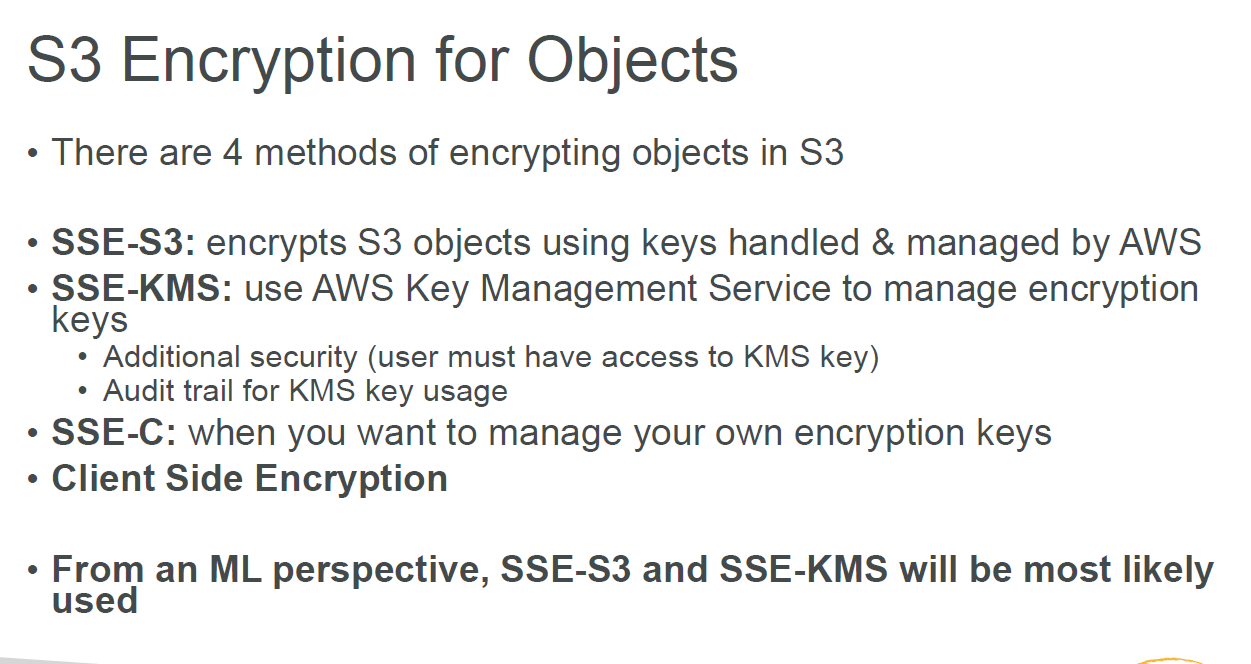 S3 Encryption for Objects
• There are 4 methods of encrypting objects in S3
• SSE-S3: encrypts S3 objects using keys handled & managed by AWS
• SSE-KMS: use AWS Key Management Service to manage encryption
keys
• Additional security (user must have access to KMS key)
• Audit trail for KMS key usage
• SSE-C: when you want to manage your own encryption keys
• Client Side Encryption
• From an ML perspective, SSE-S3 and SSE-KMS will be most likely
used